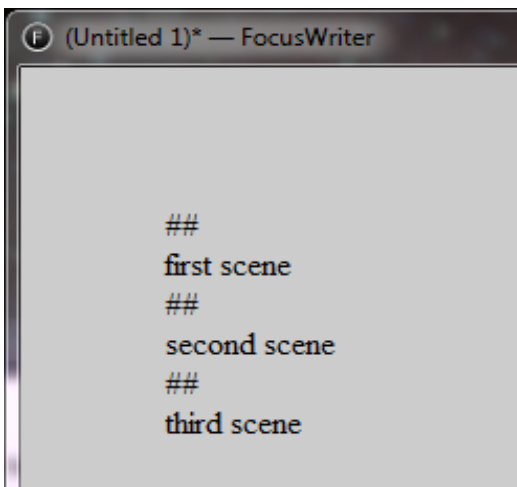 (Untitled 1)* — FocusWriter
##
first scene
##
second scene
##
third scene